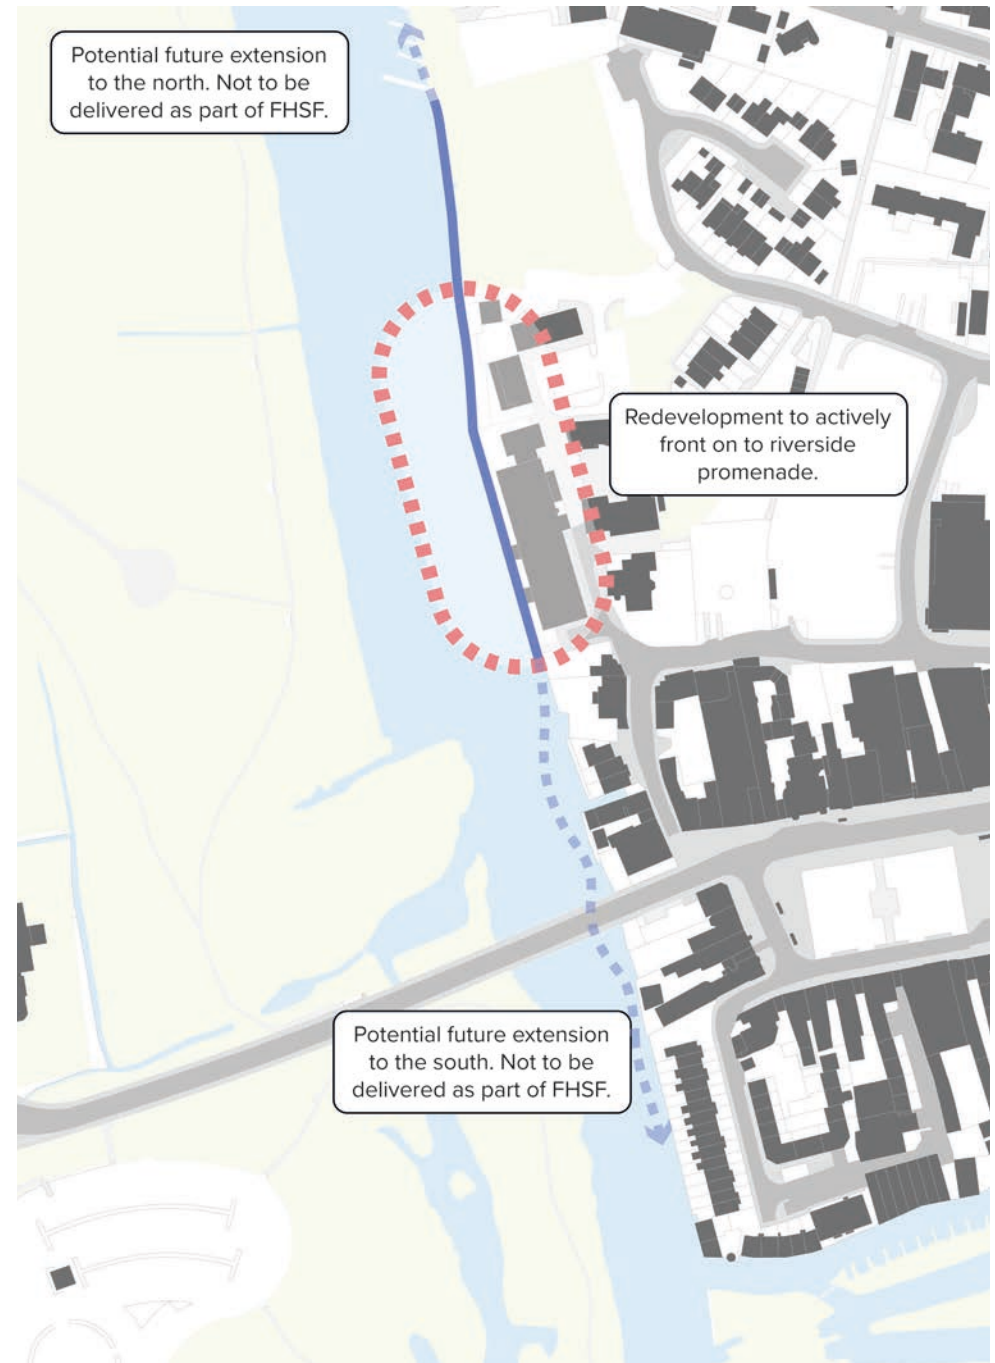 Potential future extension
to the north. Not to be
delivered as part of FHSF.
Redevelopment to actively
front on to riverside
promenade.
Potential future extension
to the south. Not to be
delivered as part of FHSF.